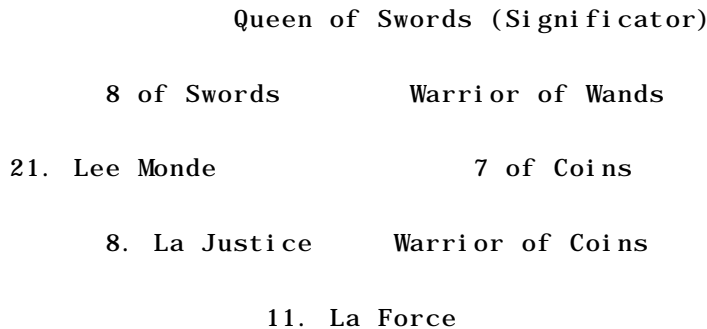 Queen of Swords (Significator)
8 of Swords Warrior of Wands
21. Lee Monde 7 of Coins
8. La Justice Warrior of Coins
11. La Force